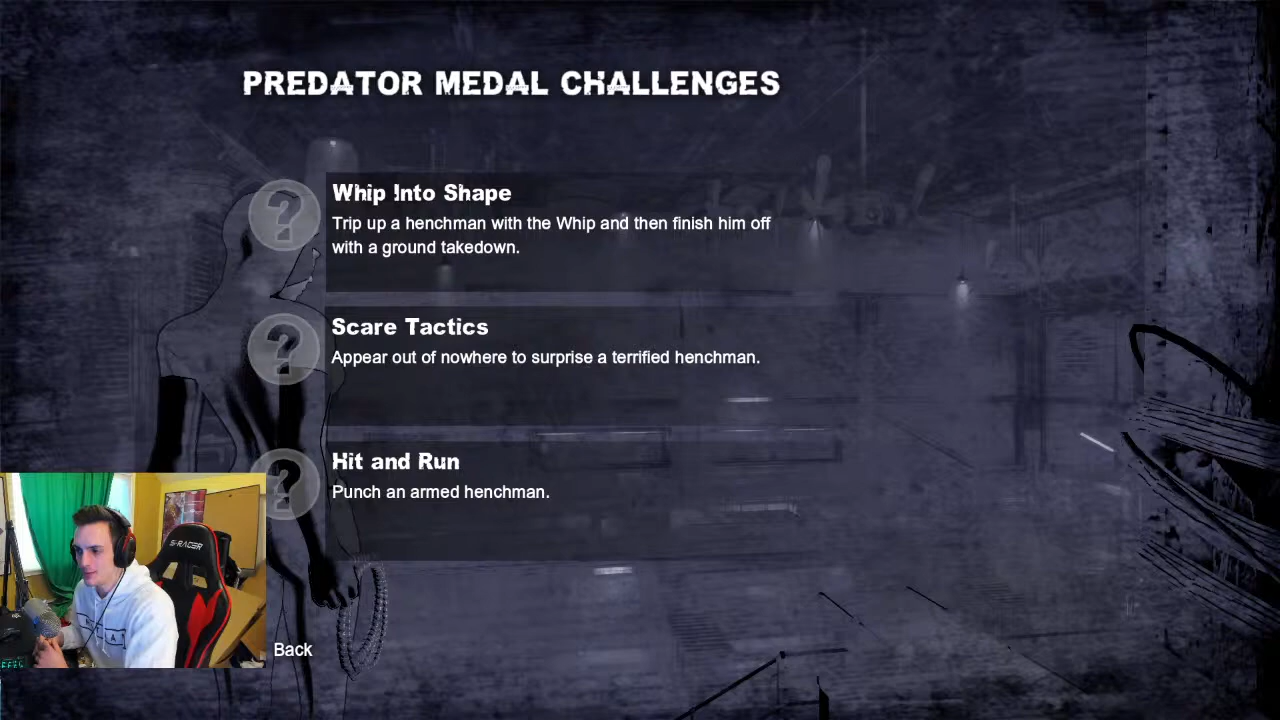 PREDATOR MEDAL CHALLENGES
Whip Into Shape
Trip up a henchman with the Whip and then finish him off
with a ground takedown.
Scare Tactics
Appear out of nowhere to surprise a terrified henchman.
Hit and Run
Punch an armed henchman.
S-RACER
Back